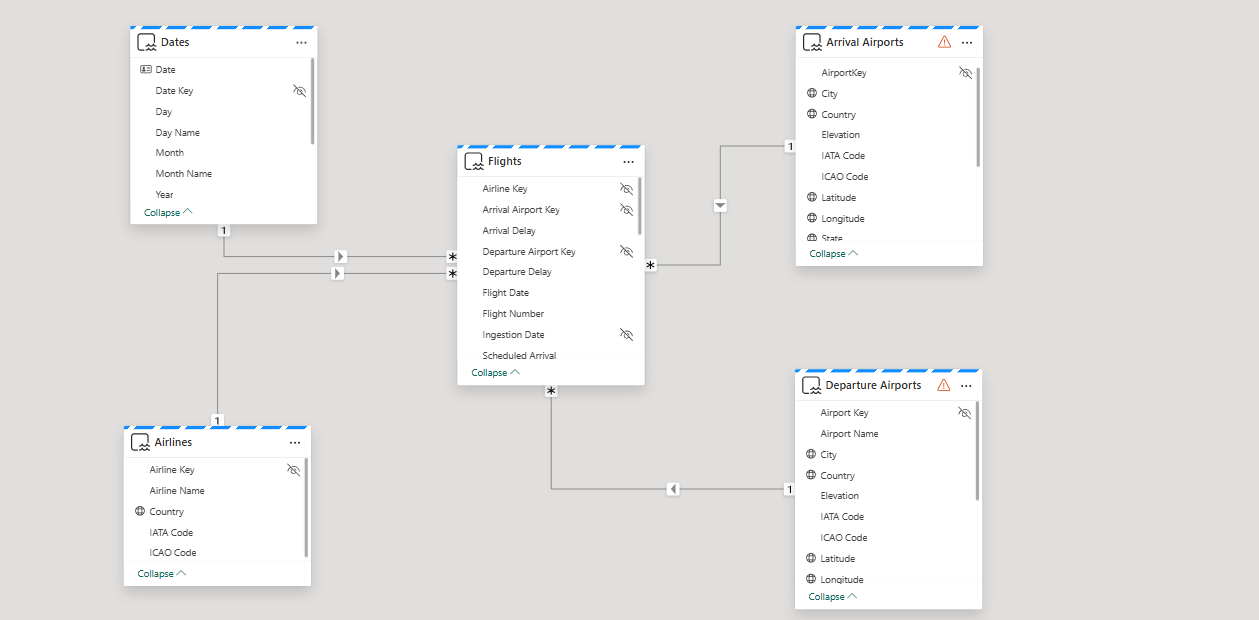 Dates
Date
Date Key
Day
Day Name
Month
Month Name
Year
Collapse
1
Flights
Airline Key
Arrival Airport Key
Arrival Delay
Departure Airport Key
Departure Delay
Flight Date
Flight Number
Ingestion Date
Scheduled Arrival
Collapse
*
*
*
*
Arrival Airports
AirportKey
City
Country
Elevation
IATA Code
ICAO Code
Latitude
Longitude
State
Collapse
1
Airlines
Airline Key
Airline Name
Country
IATA Code
ICAO Code
Collapse
1
Departure Airports
Airport Key
Airport Name
City
Country
Elevation
IATA Code
ICAO Code
Latitude
Longitude
Collapse
1